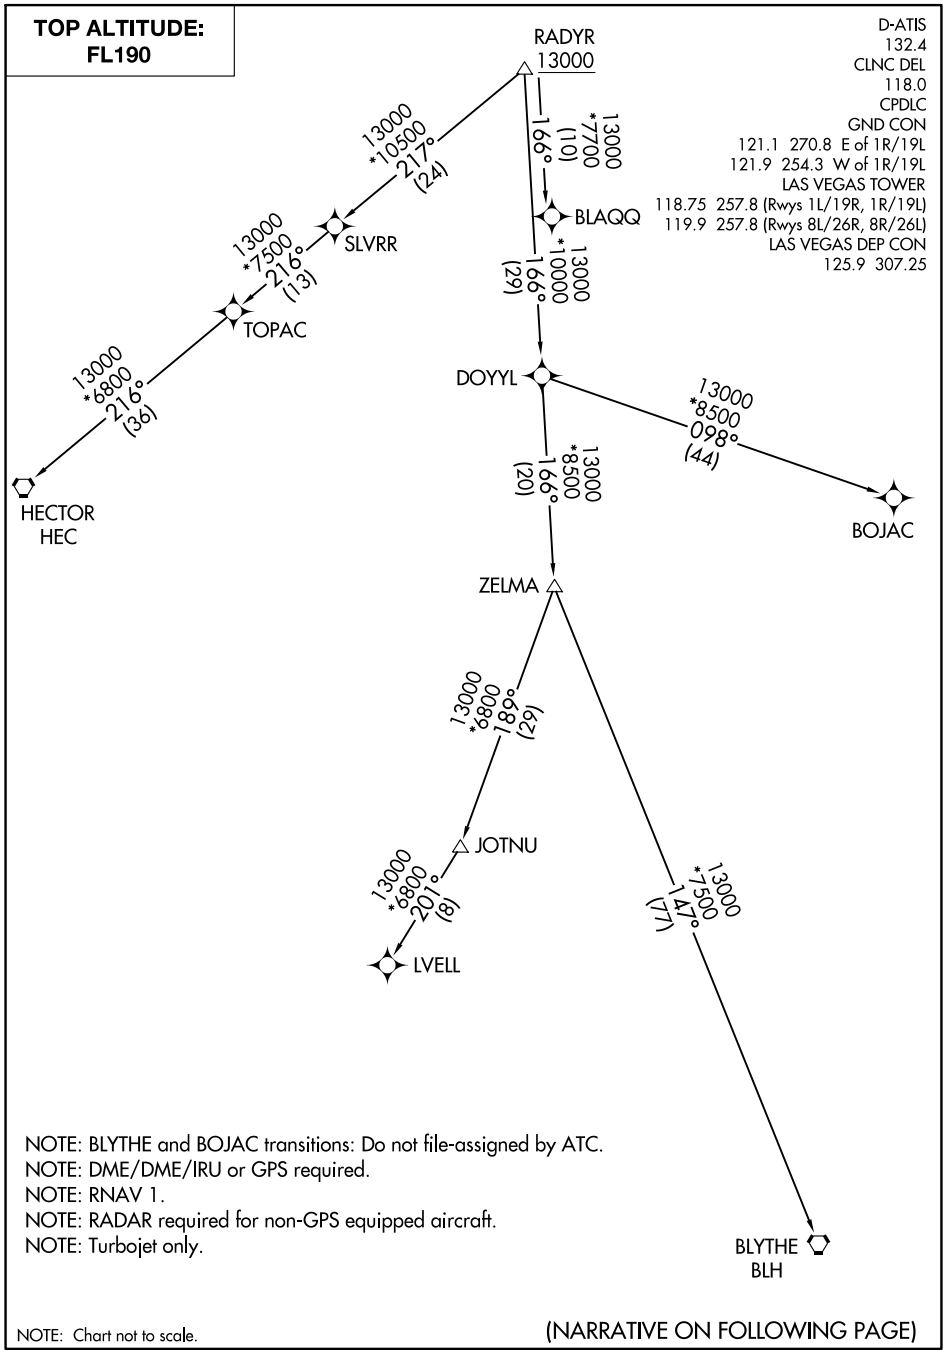 TOP ALTITUDE:
FL190
D-ATIS
132.4
CLNC DEL
118.0
CPDLC
GND CON
121.1 270.8 E of 1R/19L
121.9 254.3 W of 1R/19L
LAS VEGAS TOWER
118.75 257.8 (Rwys 1L/19R, 1R/19L)
119.9 257.8 (Rwys 8L/26R, 8R/26L)
LAS VEGAS DEP CON
125.9 307.25
RADYR
13000
13000
*10500
217°
(24)
13000
*7700
166°
(10)
BLAQQ
SLVRR
13000
*7500
216°
(13)
13000
*10000
166°
(29)
TOPAC
13000
*6800
216°
(36)
DOYYL
13000
*8500
098°
(44)
13000
*8500
166°
(20)
HECTOR
HEC
BOJAC
ZELMA
13000
*6800
189°
(29)
JOTNU
13000
*6800
201°
(8)
13000
*7500
147°
(77)
LVELL
NOTE: BLYTHE and BOJAC transitions: Do not file-assigned by ATC.
NOTE: DME/DME/IRU or GPS required.
NOTE: RNAV 1.
NOTE: RADAR required for non-GPS equipped aircraft.
NOTE: Turbojet only.
BLYTHE
BLH
NOTE: Chart not to scale.
(NARRATIVE ON FOLLOWING PAGE)